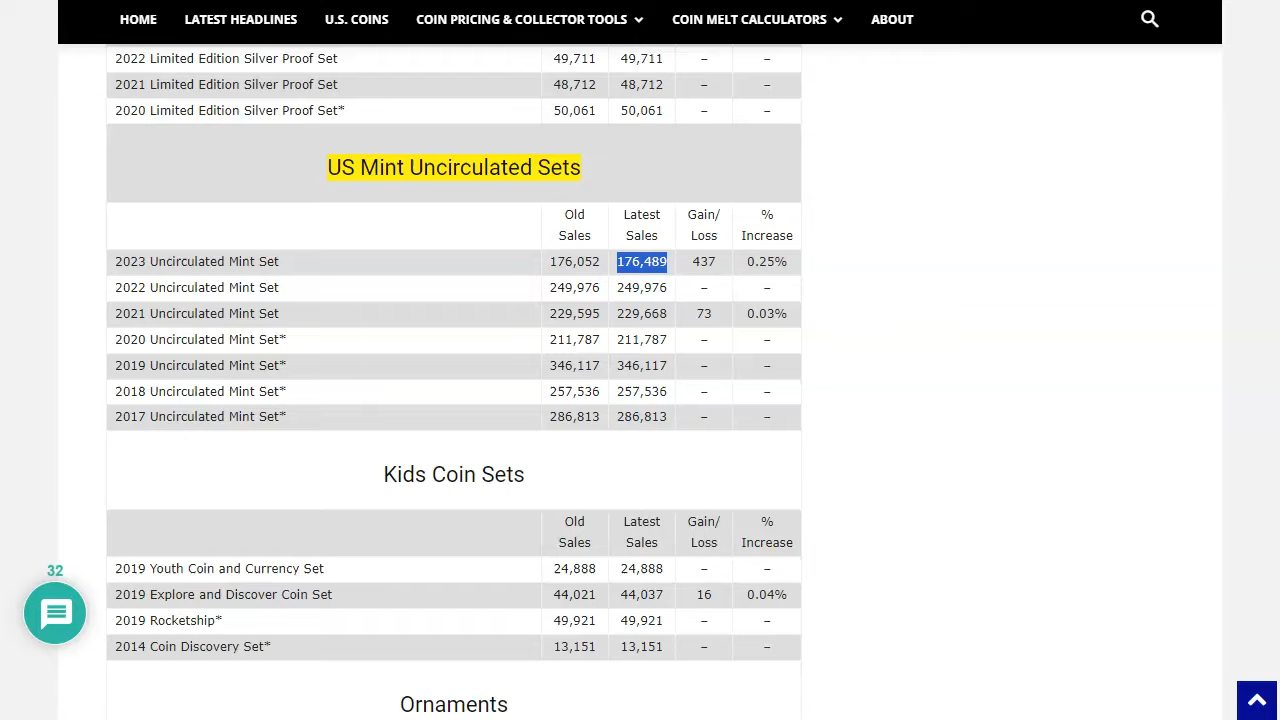 HOME LATEST HEADLINES U.S. COINS COIN PRICING & COLLECTOR TOOLS COIN MELT CALCULATORS ABOUT
2022 Limited Edition Silver Proof Set 49,711 49,711 – –
2021 Limited Edition Silver Proof Set 48,712 48,712 – –
2020 Limited Edition Silver Proof Set* 50,061 50,061 – –
US Mint Uncirculated Sets
Old Latest Gain/ %
Sales Sales Loss Increase
2023 Uncirculated Mint Set 176,052 176,489 437 0.25%
2022 Uncirculated Mint Set 249,976 249,976 – –
2021 Uncirculated Mint Set 229,595 229,668 73 0.03%
2020 Uncirculated Mint Set* 211,787 211,787 – –
2019 Uncirculated Mint Set* 346,117 346,117 – –
2018 Uncirculated Mint Set* 257,536 257,536 – –
2017 Uncirculated Mint Set* 286,813 286,813 – –
Kids Coin Sets
Old Latest Gain/ %
Sales Sales Loss Increase
2019 Youth Coin and Currency Set 24,888 24,888 – –
32
2019 Explore and Discover Coin Set 44,021 44,037 16 0.04%
2019 Rocketship* 49,921 49,921 – –
2014 Coin Discovery Set* 13,151 13,151 – –
Ornaments